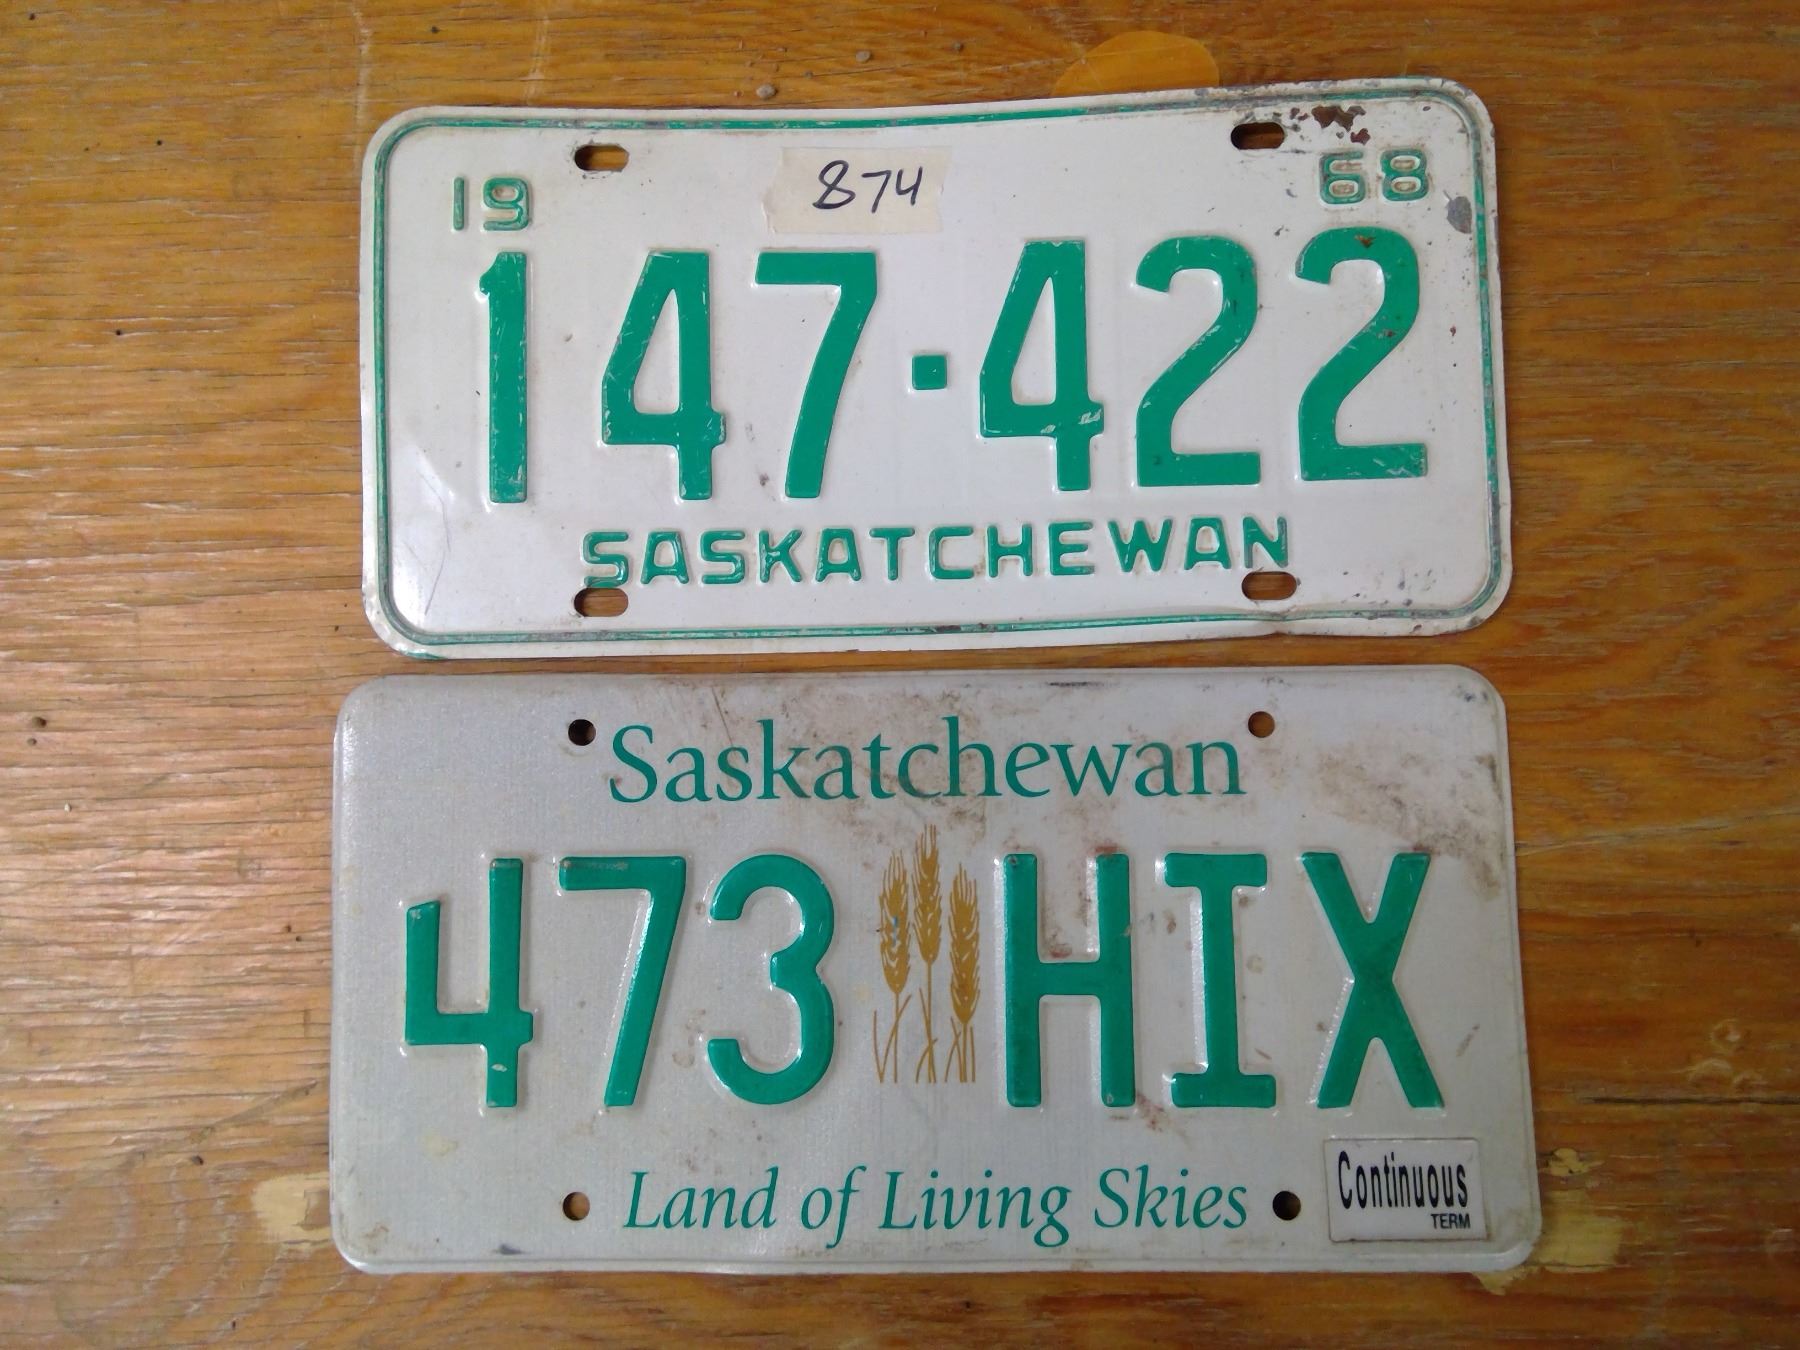 874
19 68
147·422
SASKATCHEWAN
Saskatchewan
473 HIX
Land of Living Skies
Continuous
TERM